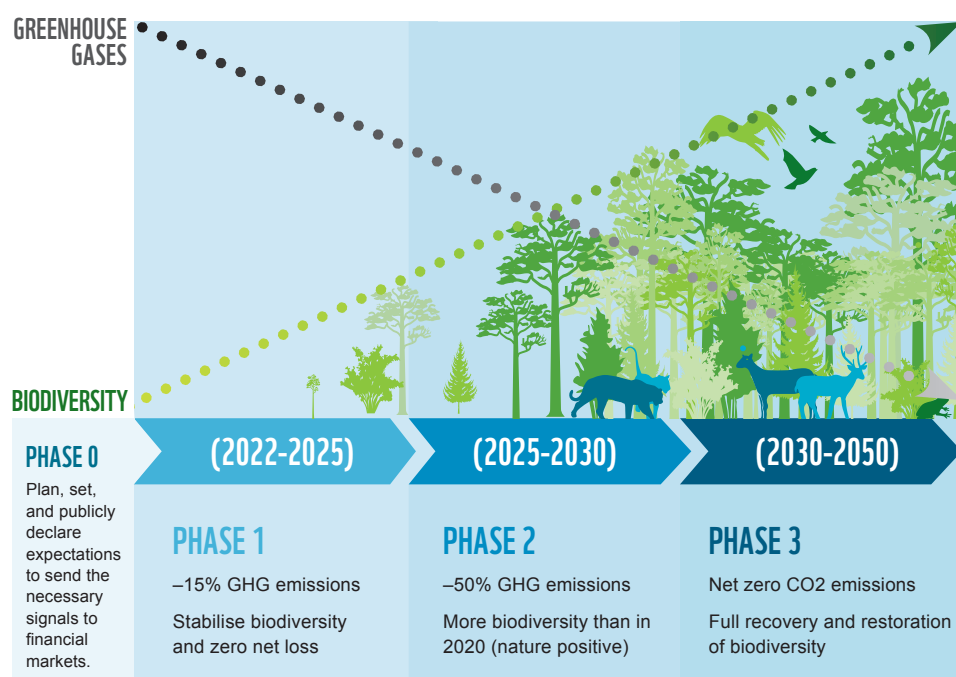 GREENHOUSE
GASES
BIODIVERSITY
PHASE 0
Plan, set,
and publicly
declare
expectations
to send the
necessary
signals to
financial
markets.
(2022-2025)
PHASE 1
–15% GHG emissions
Stabilise biodiversity
and zero net loss
(2025-2030)
PHASE 2
–50% GHG emissions
More biodiversity than in
2020 (nature positive)
(2030-2050)
PHASE 3
Net zero CO2 emissions
Full recovery and restoration
of biodiversity